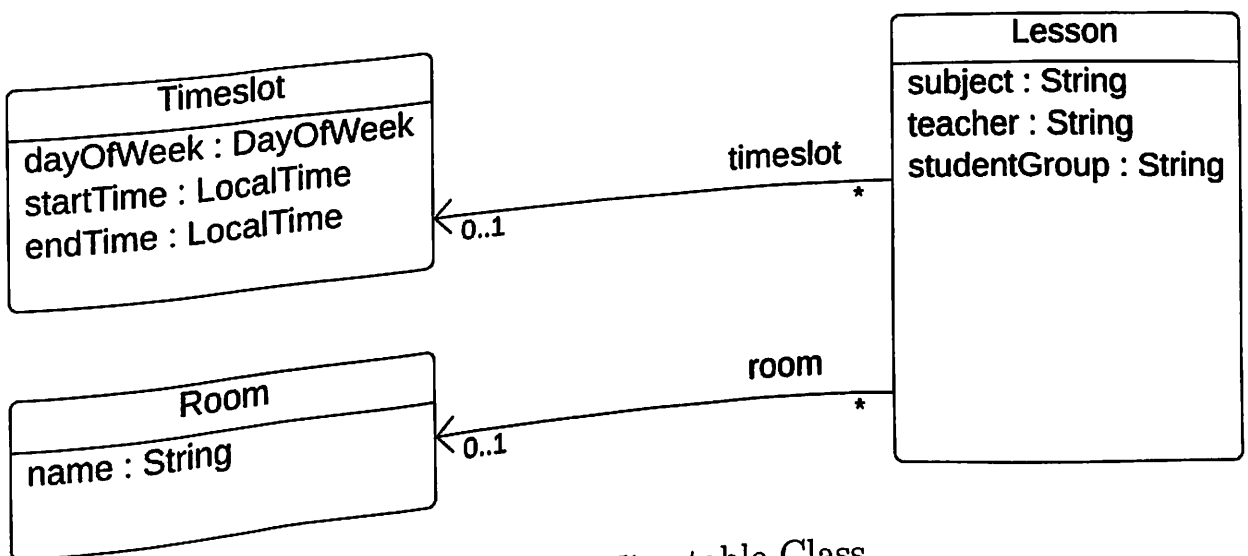 Timeslot
dayOfWeek : DayOfWeek
startTime : LocalTime
endTime : LocalTime
Lesson
subject : String
teacher : String
studentGroup : String
timeslot
*
0..1
Room
name : String
room
*
0..1
Class